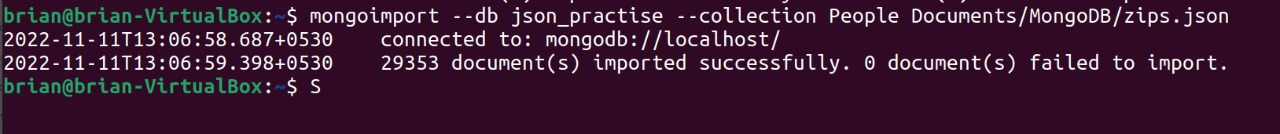 brian@brian-VirtualBox:~$ mongoimport --db json_practise --collection People Documents/MongoDB/zips.json
2022-11-11T13:06:58.687+0530    connected to: mongodb://localhost/
2022-11-11T13:06:59.398+0530    29353 document(s) imported successfully. 0 document(s) failed to import.
brian@brian-VirtualBox:~$ S